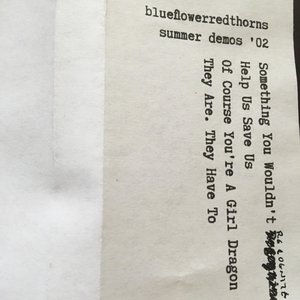 blueflowerredthorns
summer demos '02
Something You Wouldn't RECOGNIZE
Help Us Save Us
Of Course You're A Girl Dragon
They Are. They Have To